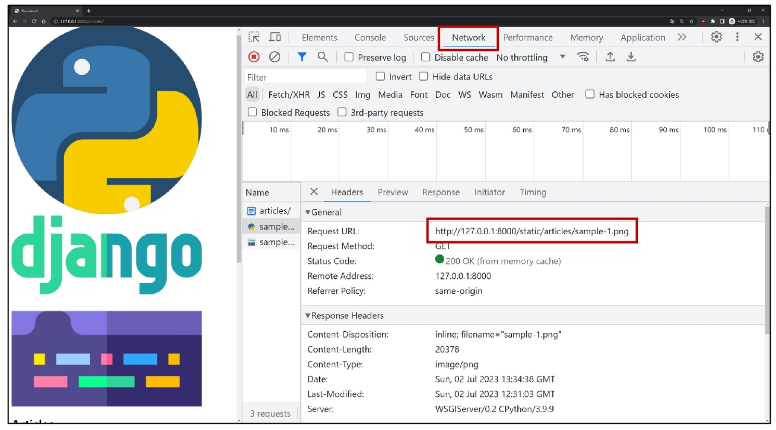 127.0.0.1:8000/articles/
Elements Console Sources Network Performance Memory Application
Preserve log Disable cache No throttling
Filter Invert Hide data URLs
All Fetch/XHR JS CSS Img Media Font Doc WS Wasm Manifest Other Has blocked cookies
Blocked Requests 3rd-party requests
10 ms 20 ms 30 ms 40 ms 50 ms 60 ms 70 ms 80 ms 90 ms 100 ms 110
django
Name Headers Preview Response Initiator Timing
articles/
sample...
sample...
General
Request URL: http://127.0.0.1:8000/static/articles/sample-1.png
Request Method: GET
Status Code: 200 OK (from memory cache)
Remote Address: 127.0.0.1:8000
Referrer Policy: same-origin
Response Headers
Content-Disposition: inline; filename="sample-1.png"
Content-Length: 20378
Content-Type: image/png
Date: Sun, 02 Jul 2023 13:34:38 GMT
Last-Modified: Sun, 02 Jul 2023 12:31:03 GMT
Server: WSGIServer/0.2 CPython/3.9.9
3 requests
Articles